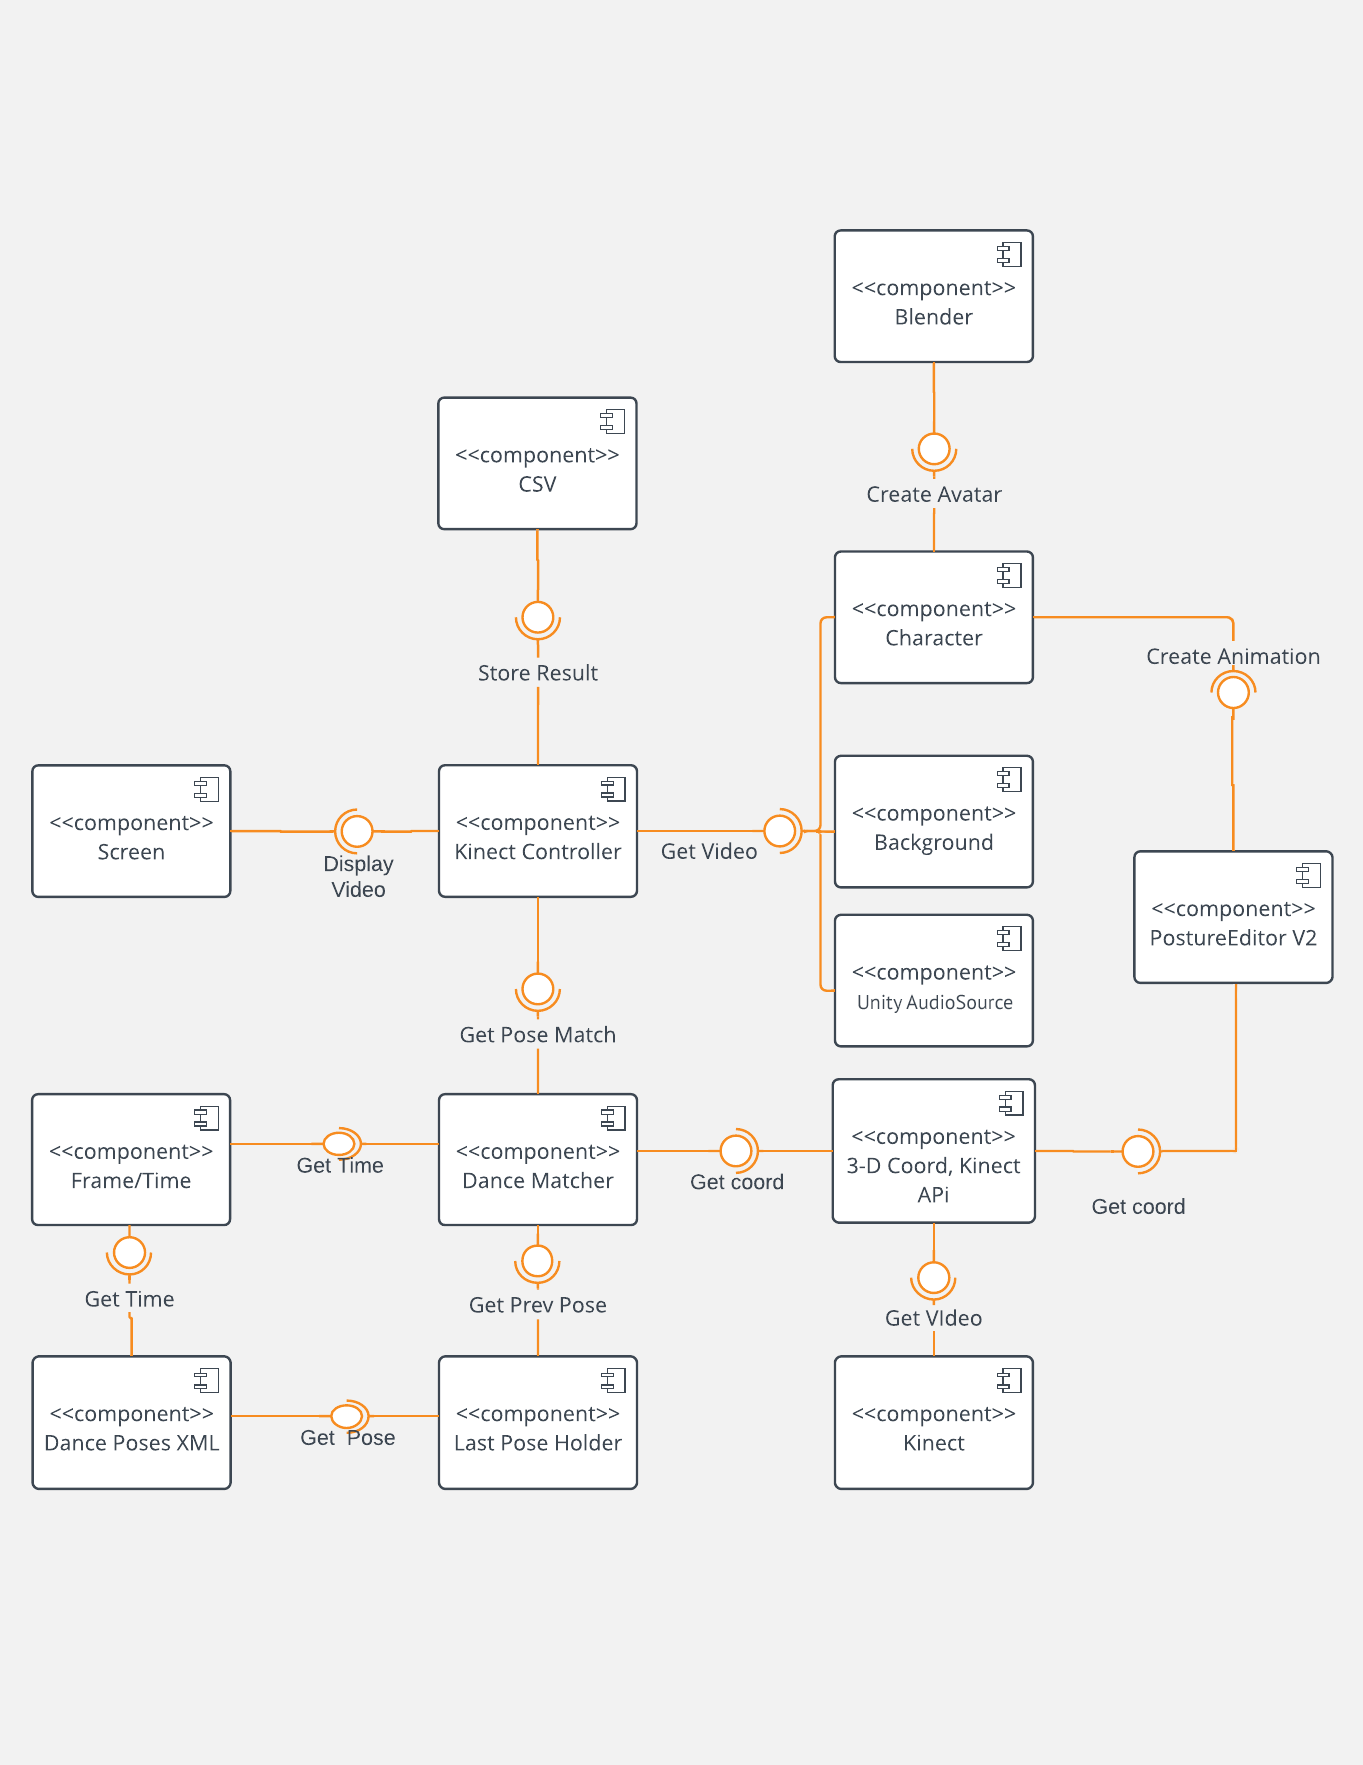 <<component>>
Blender
<<component>>
CSV
Create Avatar
<<component>>
Character
Create Animation
Store Result
<<component>>
Screen
Display
Video
<<component>>
Kinect Controller
Get Video
<<component>>
Background
<<component>>
PostureEditor V2
<<component>>
Unity AudioSource
Get Pose Match
<<component>>
Frame/Time
Get Time
<<component>>
Dance Matcher
Get coord
<<component>>
3-D Coord, Kinect
APi
Get coord
Get Time
Get Prev Pose
Get VIdeo
<<component>>
Dance Poses XML
Get  Pose
<<component>>
Last Pose Holder
<<component>>
Kinect